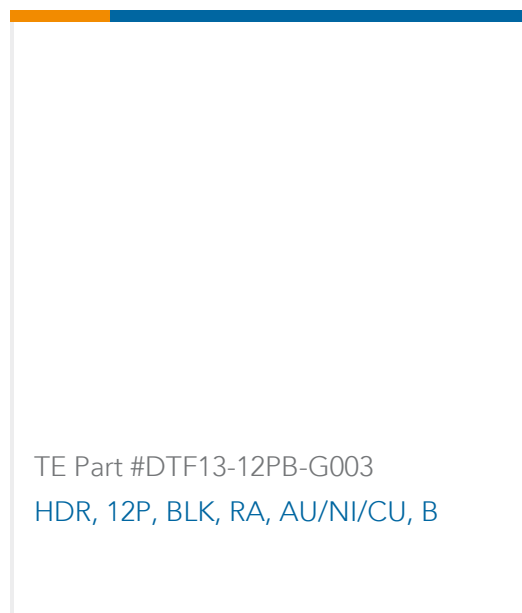 TE Part #DTF13-12PB-G003
HDR, 12P, BLK, RA, AU/NI/CU, B